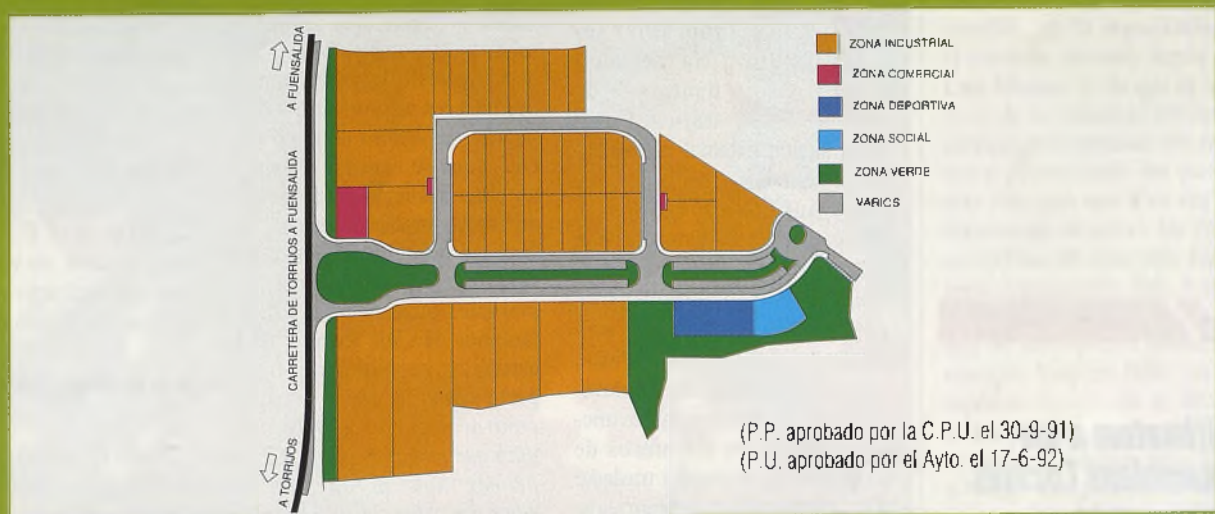 A FUENSALIDA
CARRETERA DE TORRIJOS A FUENSALIDA
A TORRIJOS
ZONA INDUSTRIAL
ZONA COMERCIAL
ZONA DEPORTIVA
ZONA SOCIAL
ZONA VERDE
VARIOS
(P.P. aprobado por la C.P.U. el 30-9-91)
(P.U. aprobado por el Ayto. el 17-6-92)